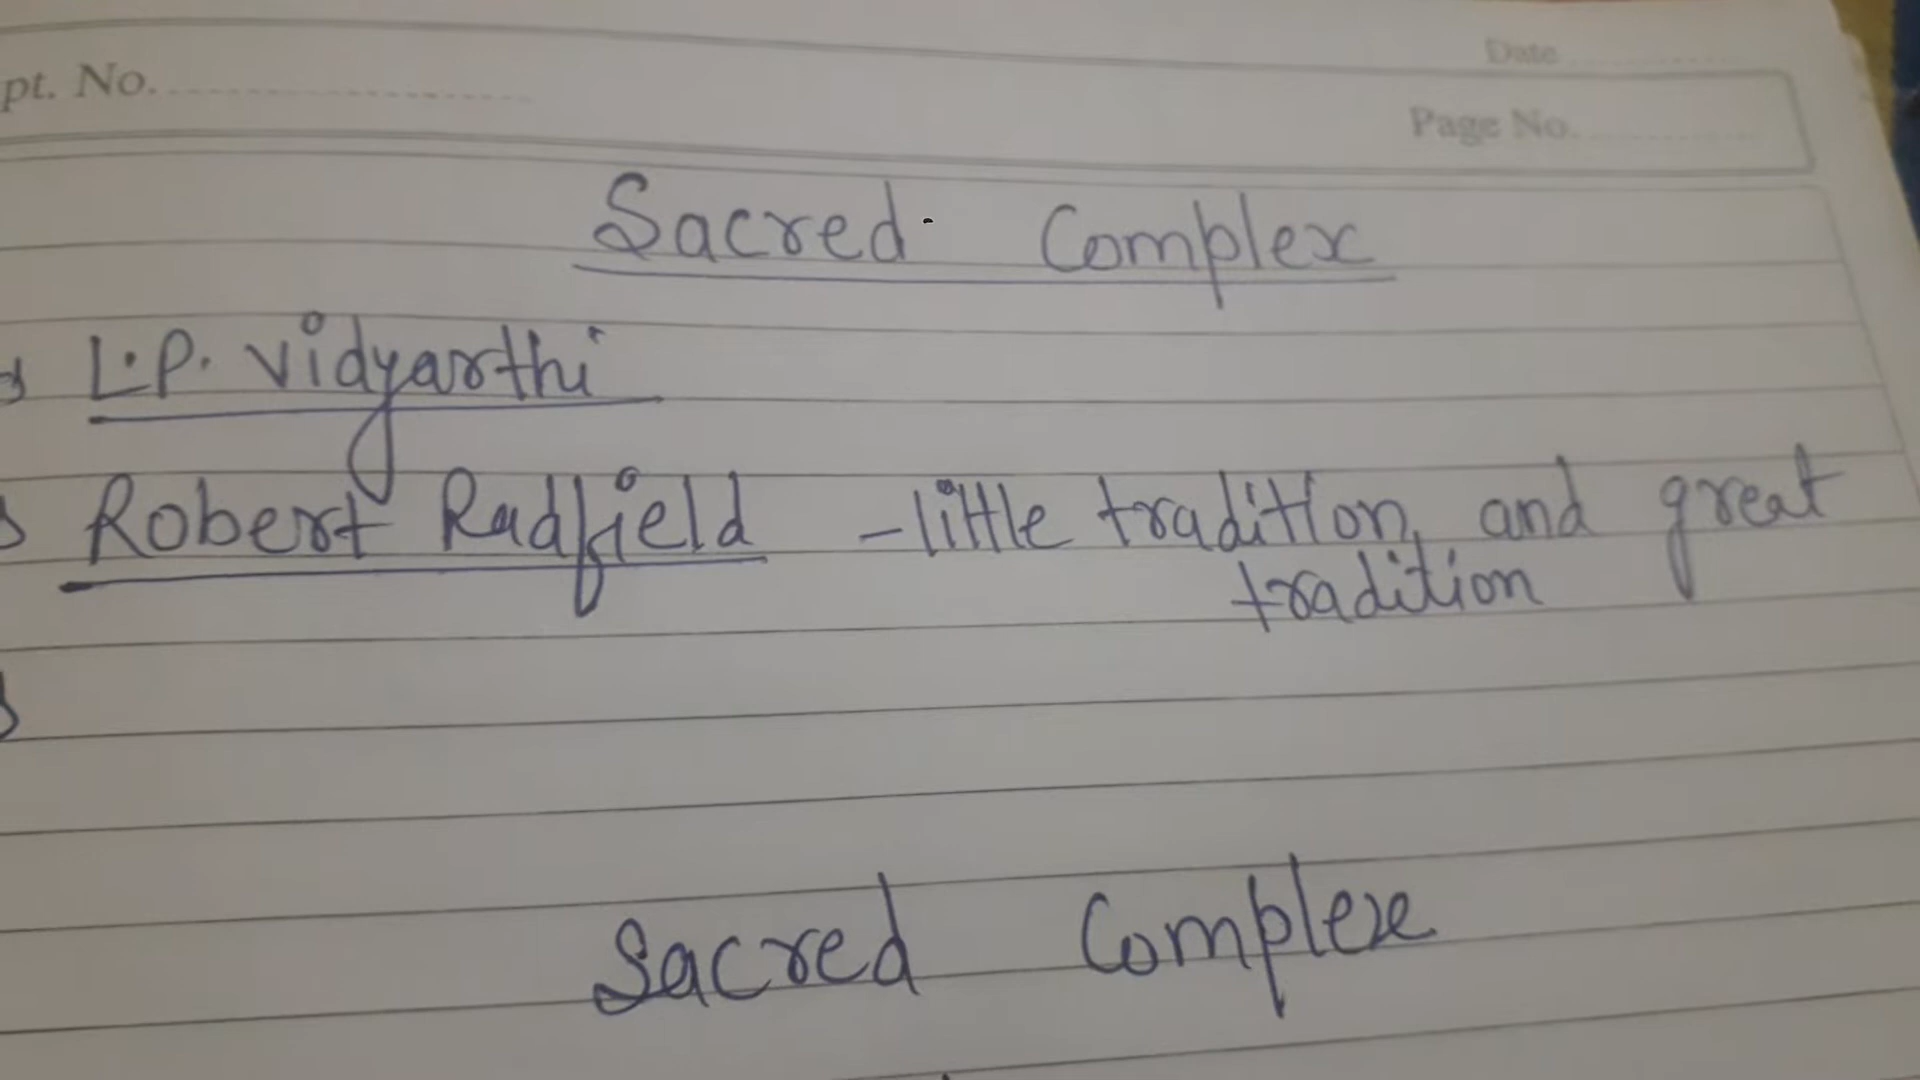 Date
pt. No.
Page No.
Sacred Complex
L.P. Vidyarthi
Robert Radfield - little tradition, and great
tradition
Sacred Complex